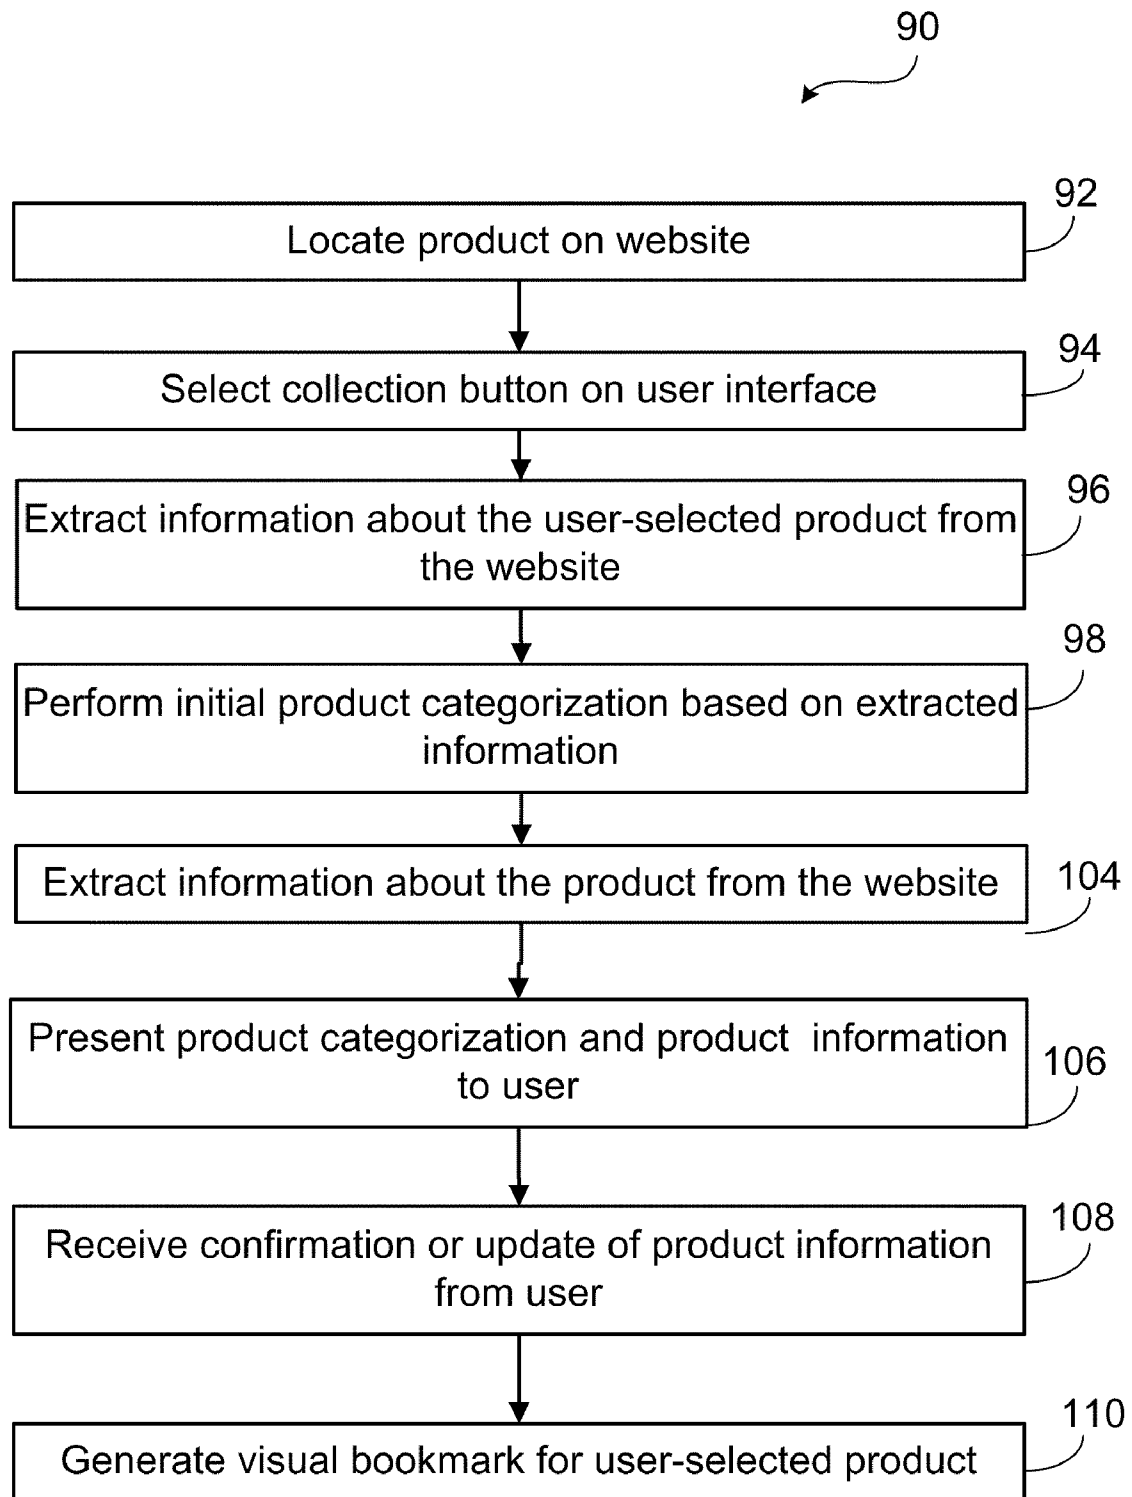 90
92
Locate product on website
94
Select collection button on user interface
96
Extract information about the user-selected product from
the website
98
Perform initial product categorization based on extracted
information
Extract information about the product from the website
104
Present product categorization and product information
to user
106
108
Receive confirmation or update of product information
from user
110
Generate visual bookmark for user-selected product